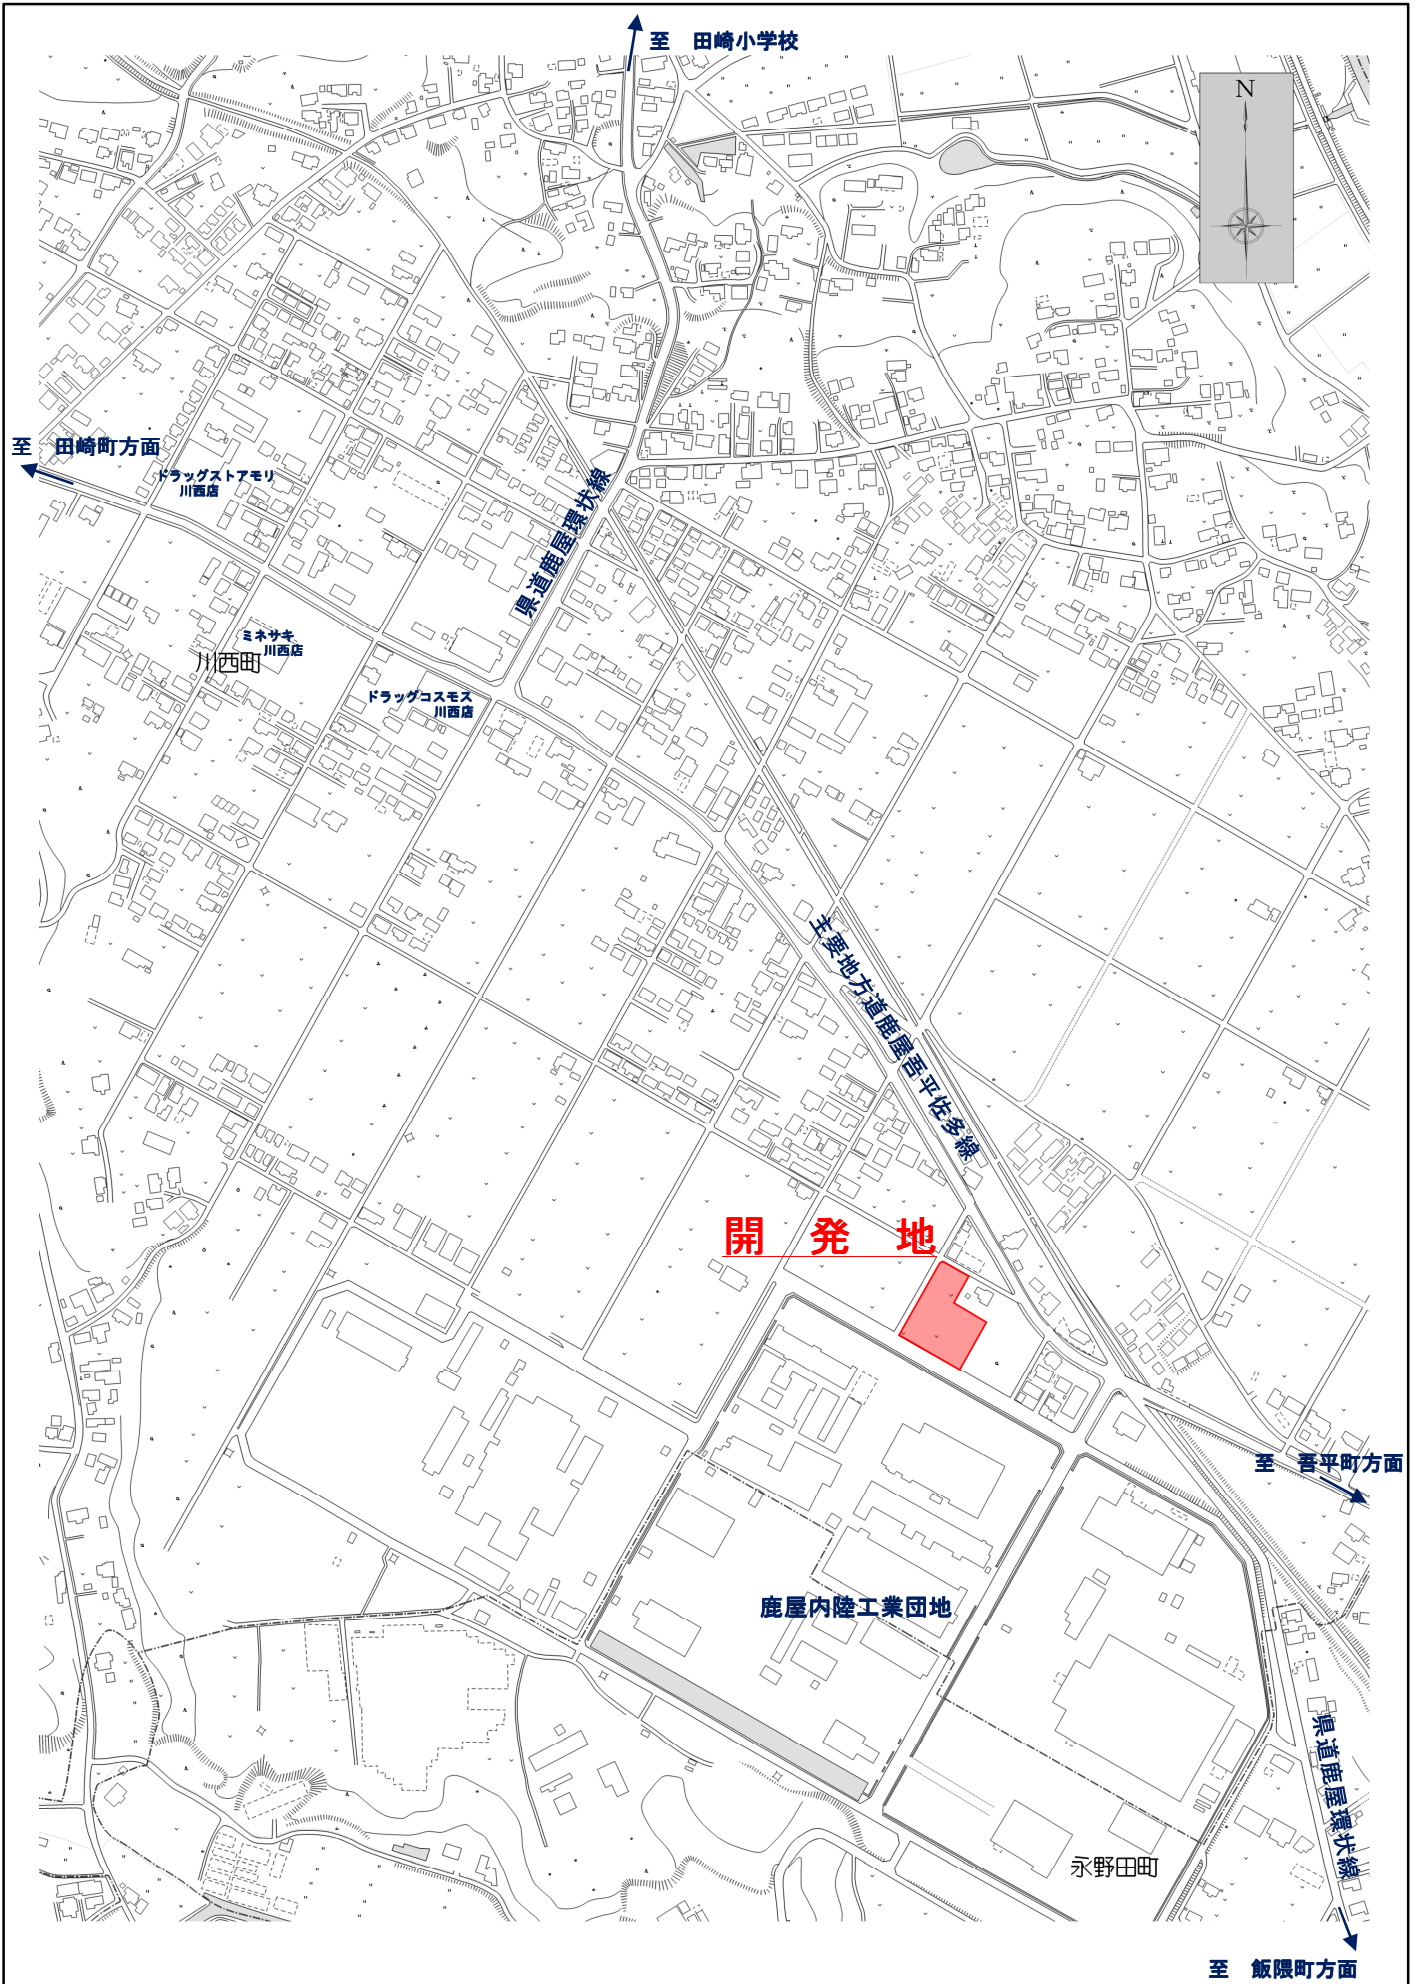 至　田崎小学校
N
至　田崎町方面
ドラッグストアモリ
川西店
県道鹿屋環状線
ミネサキ
川西店
川西町
ドラッグコスモス
川西店
主要地方道鹿屋吾平佐多線
開　発　地
至　吾平町方面
鹿屋内陸工業団地
県道鹿屋環状線
永野田町
至　飯隈町方面